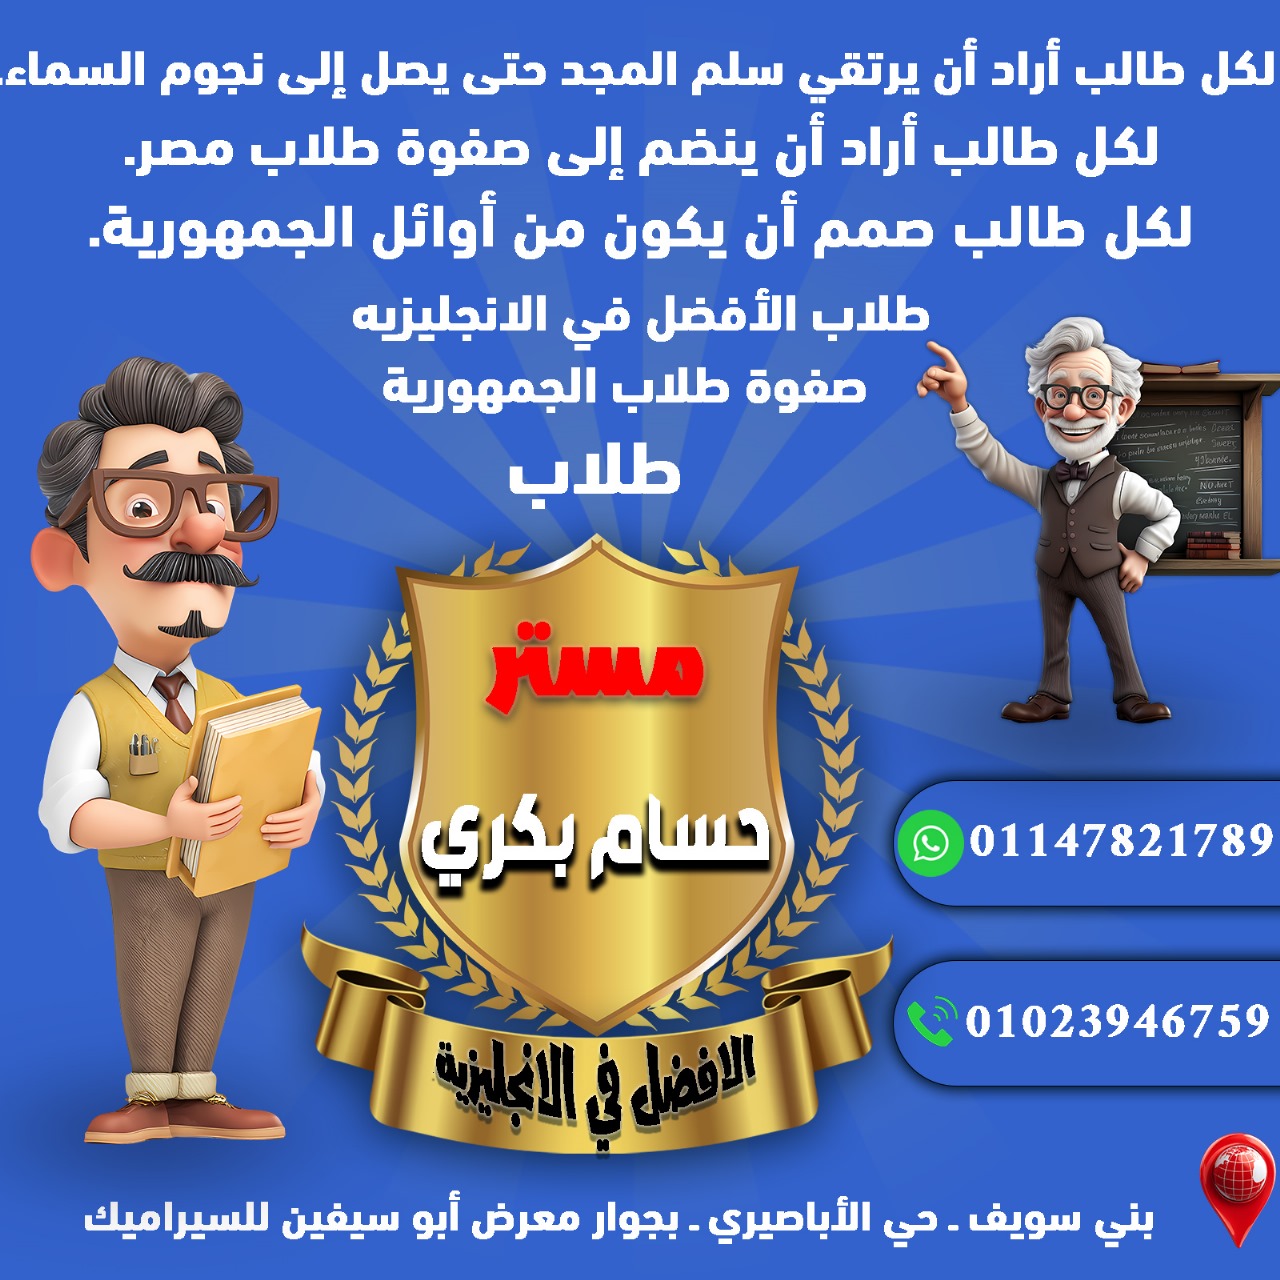 لكل طالب أراد أن يرتقي سلم المجد حتى يصل إلى نجوم السماء.
لكل طالب أراد أن ينضم إلى صفوة طلاب مصر.
لكل طالب صمم أن يكون من أوائل الجمهورية.
طلاب الأفضل في الانجليزيه
صفوة طلاب الجمهورية
طلاب
مستر
حسام بكري
الافضل في الانجليزية
01147821789
01023946759
بني سويف - حي الأباصيري - بجوار معرض أبو سيفين للسيراميك